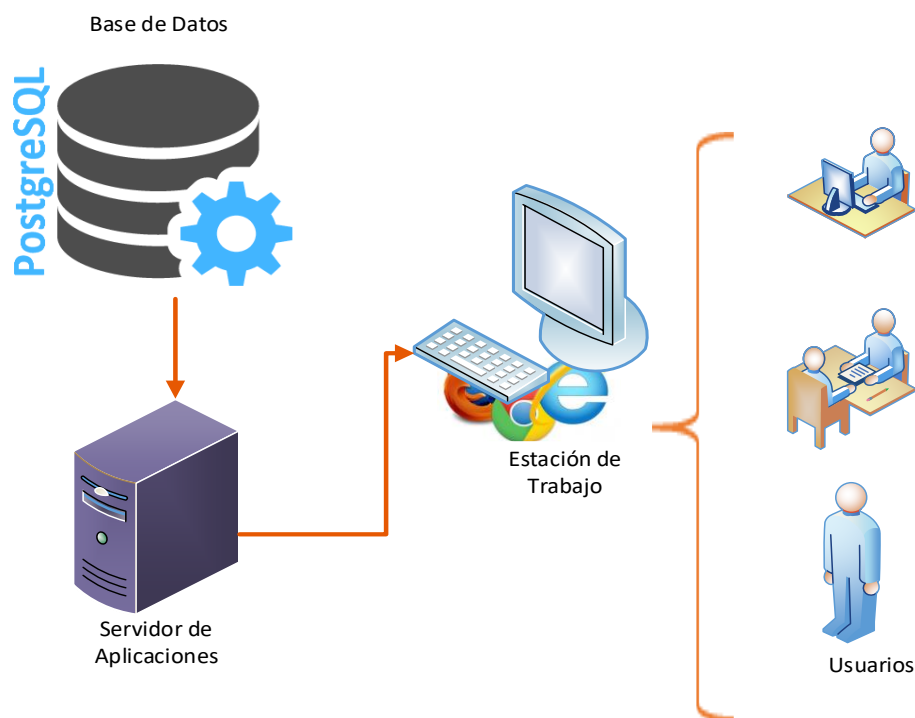 Base de Datos
PostgreSQL
Estación de
Trabajo
Servidor de
Aplicaciones
Usuarios